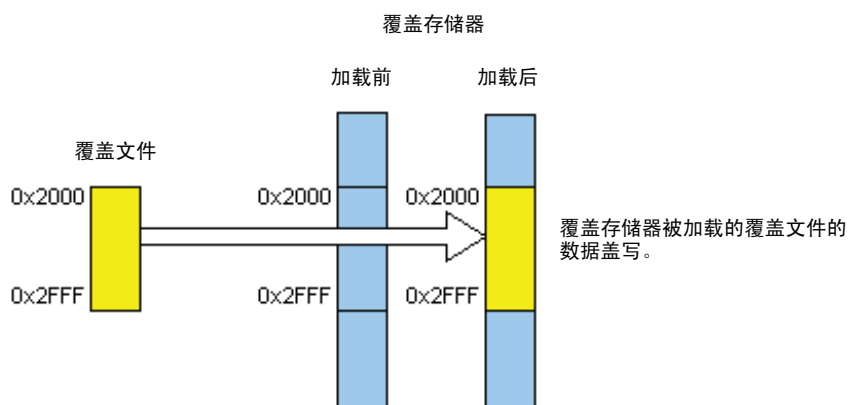 覆盖存储器
加载前
加载后
覆盖文件
0x2000
0x2000
0x2000
覆盖存储器被加载的覆盖文件的
数据盖写。
0x2FFF
0x2FFF
0x2FFF